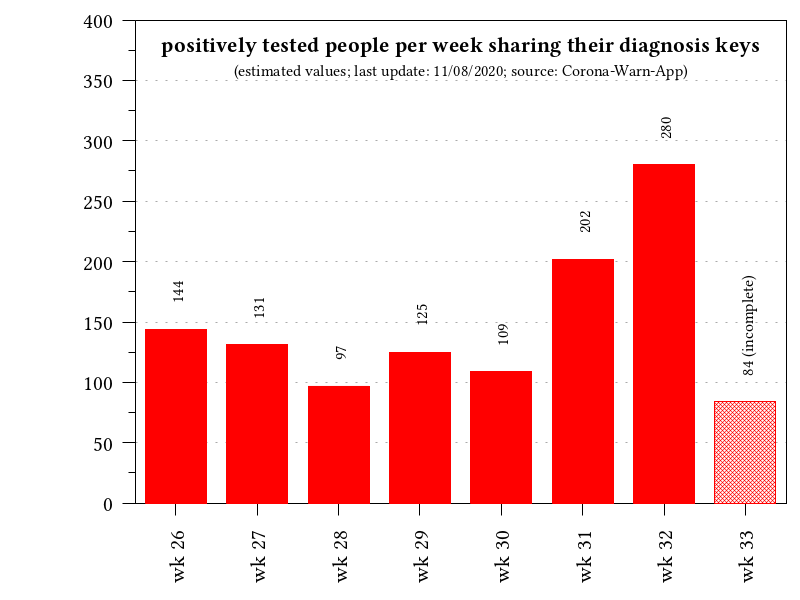 positively tested people per week sharing their diagnosis keys
(estimated values; last update: 11/08/2020; source: Corona-Warn-App)
400
350
300
250
200
150
100
50
0
144
131
97
125
109
202
280
84 (incomplete)
wk 26
wk 27
wk 28
wk 29
wk 30
wk 31
wk 32
wk 33